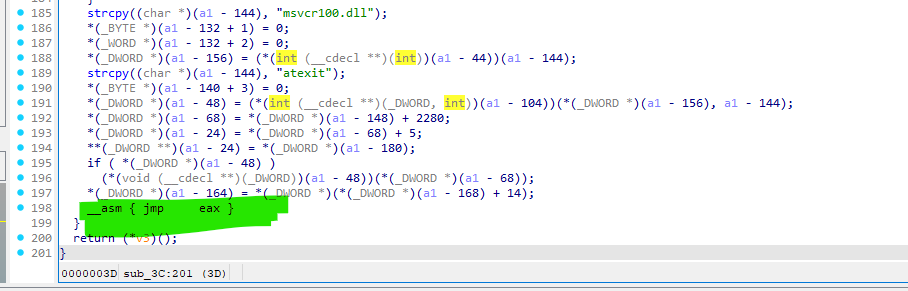 185 strcpy((char *)(a1 - 144), "msvcr100.dll");
186 *(_BYTE *)(a1 - 132 + 1) = 0;
187 *(_WORD *)(a1 - 132 + 2) = 0;
188 *(_DWORD *)(a1 - 156) = (*(int (__cdecl **)(int))(a1 - 44))(a1 - 144);
189 strcpy((char *)(a1 - 144), "atexit");
190 *(_BYTE *)(a1 - 140 + 3) = 0;
191 *(_DWORD *)(a1 - 48) = (*(int (__cdecl **)(_DWORD, int))(a1 - 104))(*(_DWORD *)(a1 - 156), a1 - 144);
192 *(_DWORD *)(a1 - 68) = *(_DWORD *)(a1 - 148) + 2280;
193 *(_DWORD *)(a1 - 24) = *(_DWORD *)(a1 - 68) + 5;
194 **(_DWORD **)(a1 - 24) = *(_DWORD *)(a1 - 180);
195 if ( *(_DWORD *)(a1 - 48) )
196 (*(void (__cdecl **)(_DWORD))(a1 - 48))(*(_DWORD *)(a1 - 68));
197 *(_DWORD *)(a1 - 164) = *(_DWORD *)(*(_DWORD *)(a1 - 168) + 14);
198 __asm { jmp eax }
199 }
200 return (*v3)();
201 }
0000003D sub_3C:201 (3D)